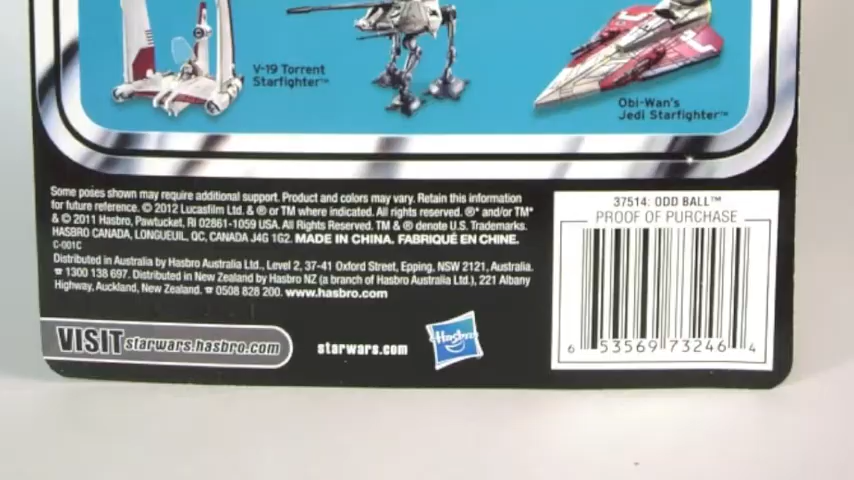 V-19 Torrent
Starfighter™
Obi-Wan's
Jedi Starfighter™
Some poses shown may require additional support. Product and colors may vary. Retain this information
for future reference. © 2012 Lucasfilm Ltd. & ® or TM where indicated. All rights reserved. ®* and/or TM*
& © 2011 Hasbro, Pawtucket, RI 02861-1059 USA. All Rights Reserved. TM & ® denote U.S. Trademarks.
HASBRO CANADA, LONGUEUIL, QC, CANADA J4G 1G2. MADE IN CHINA. FABRIQUÉ EN CHINE.
C-001C
Distributed in Australia by Hasbro Australia Ltd., Level 2, 37-41 Oxford Street, Epping, NSW 2121, Australia.
☎ 1300 138 697. Distributed in New Zealand by Hasbro NZ (a branch of Hasbro Australia Ltd.), 221 Albany
Highway, Auckland, New Zealand. ☎ 0508 828 200. www.hasbro.com
VISIT starwars.hasbro.com
starwars.com
Hasbro
37514: ODD BALL™
PROOF OF PURCHASE
6 53569 73246 4